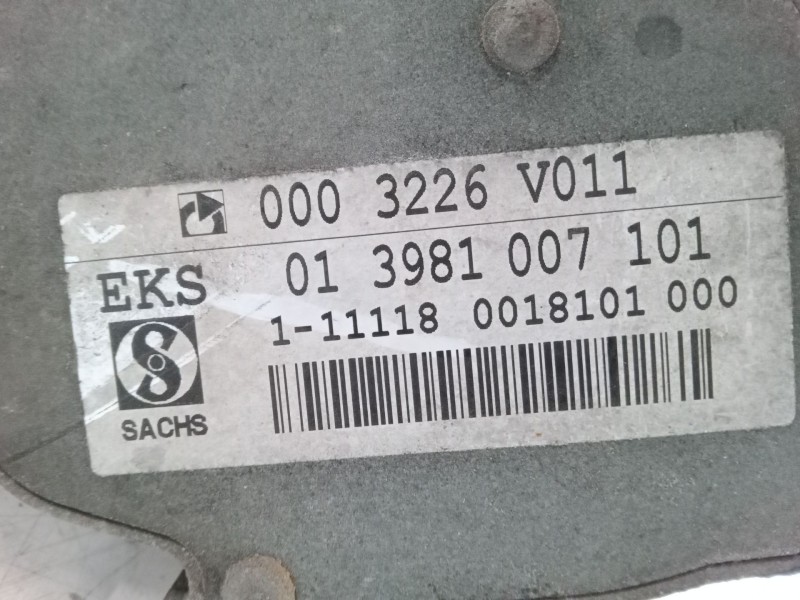 000 3226 V011
EKS 01 3981 007 101
1-11118 0018101 000
S
SACHS